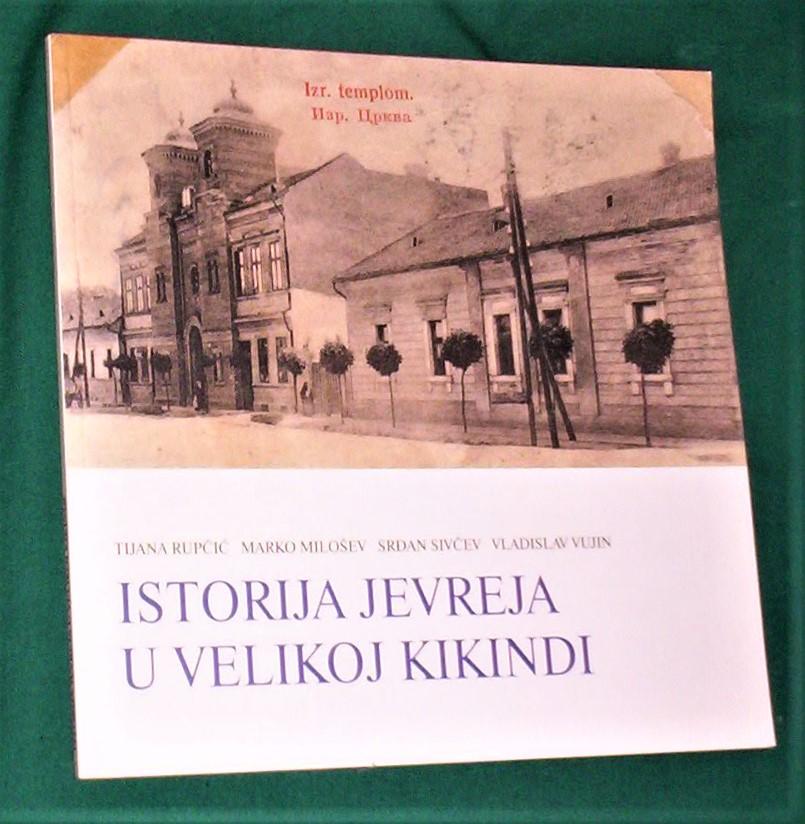 Izr. templom.
Изр. Црква
TIJANA RUPČIĆ MARKO MILOŠEV SRĐAN SIVČEV VLADISLAV VUJIN
ISTORIJA JEVREJA
U VELIKOJ KIKINDI